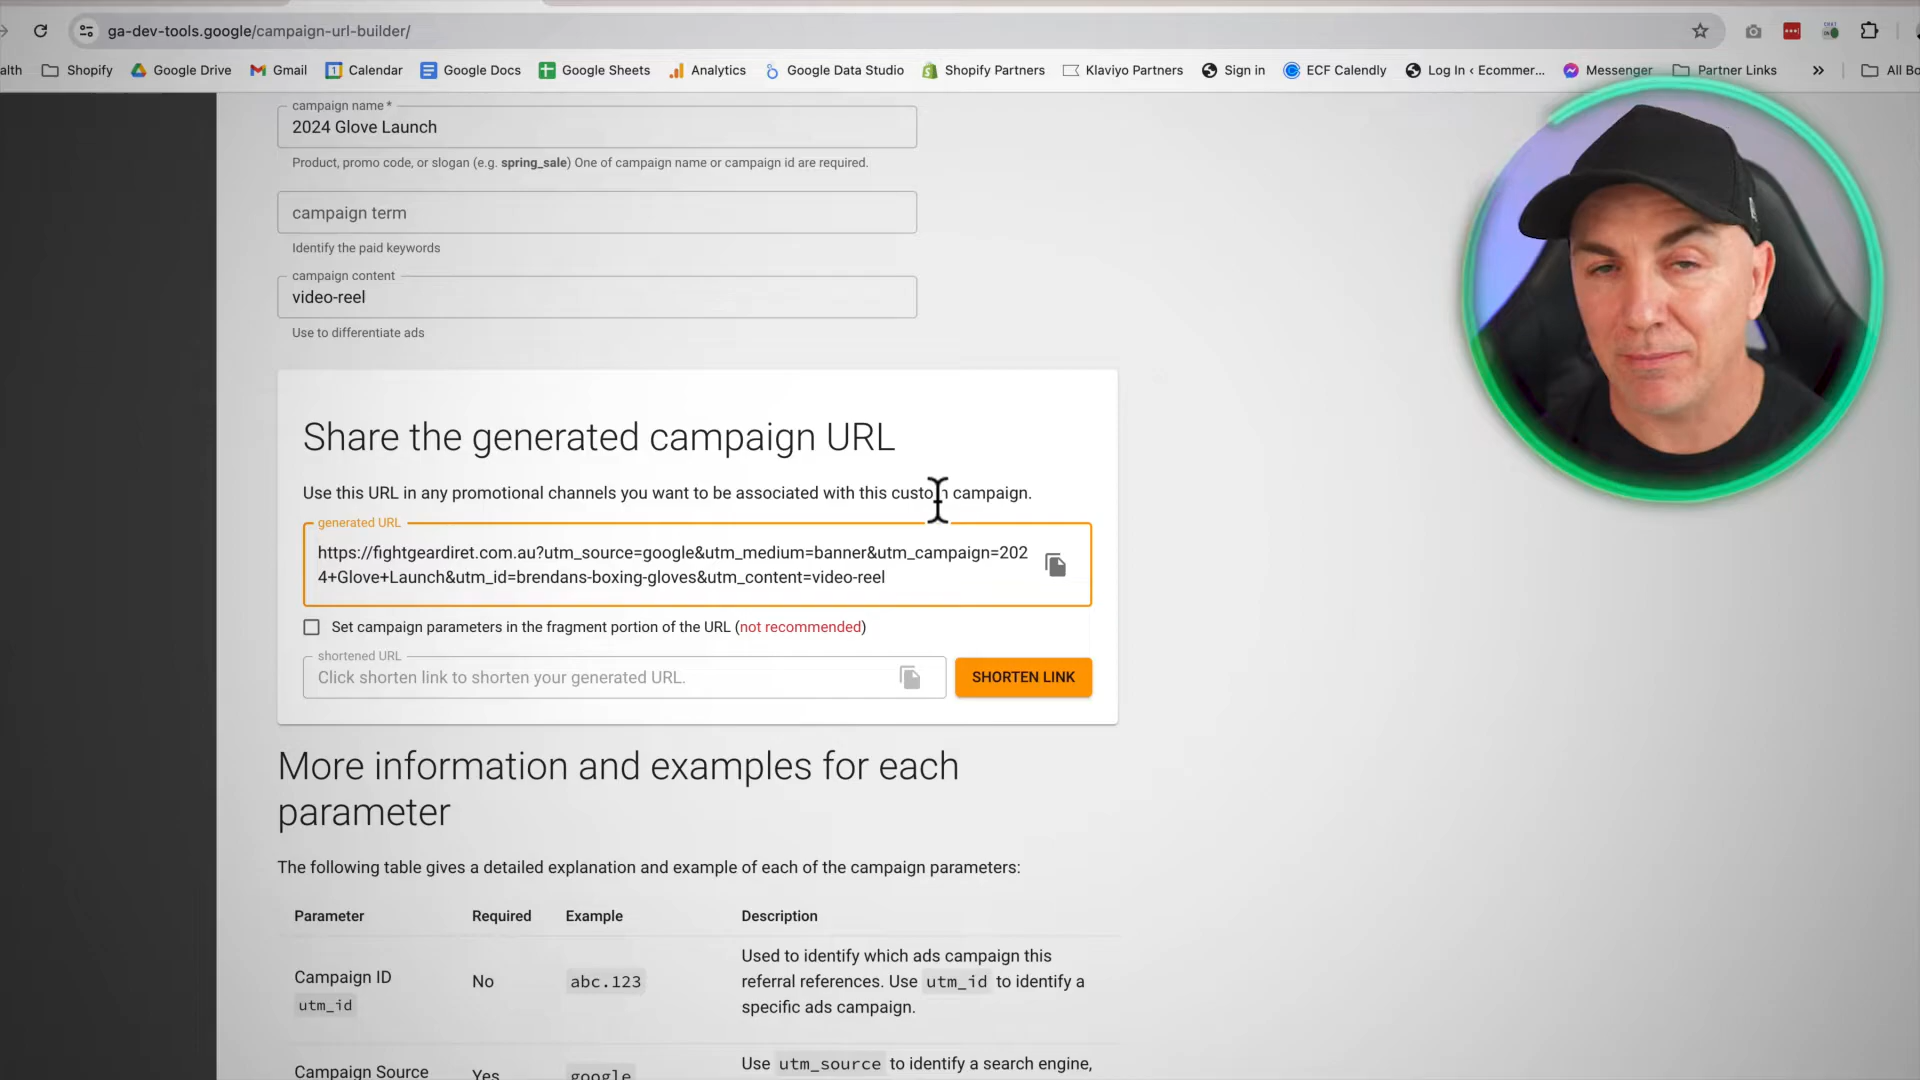 ga-dev-tools.google/campaign-url-builder/
alth Shopify Google Drive Gmail Calendar Google Docs Google Sheets Analytics Google Data Studio Shopify Partners Klaviyo Partners Sign in ECF Calendly Log In ‹ Ecommer... Messenger Partner Links » All Bo
campaign name *
2024 Glove Launch
Product, promo code, or slogan (e.g. spring_sale) One of campaign name or campaign id are required.
campaign term
Identify the paid keywords
campaign content
video-reel
Use to differentiate ads
Share the generated campaign URL
Use this URL in any promotional channels you want to be associated with this custom campaign.
generated URL
https://fightgeardiret.com.au?utm_source=google&utm_medium=banner&utm_campaign=202
4+Glove+Launch&utm_id=brendans-boxing-gloves&utm_content=video-reel
Set campaign parameters in the fragment portion of the URL (not recommended)
shortened URL
Click shorten link to shorten your generated URL.
SHORTEN LINK
More information and examples for each
parameter
The following table gives a detailed explanation and example of each of the campaign parameters:
Parameter Required Example Description
Used to identify which ads campaign this
Campaign ID No abc.123 referral references. Use utm_id to identify a
utm_id specific ads campaign.
Use utm_source to identify a search engine,
Campaign Source Yes google